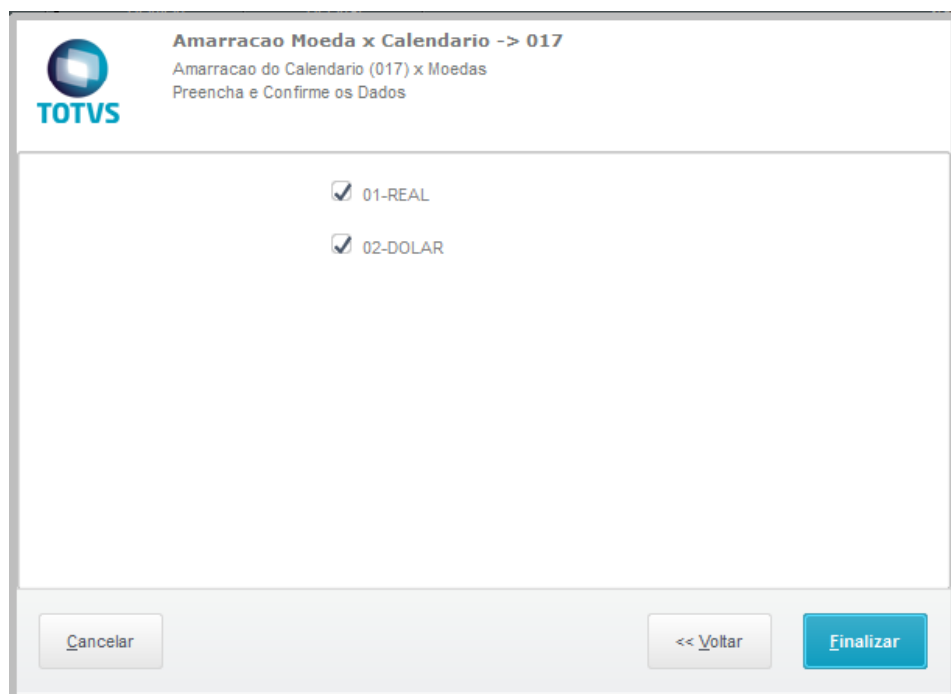 Amarracao Moeda x Calendario -> 017
Amarracao do Calendario (017) x Moedas
Preencha e Confirme os Dados
TOTVS
01-REAL
02-DOLAR
Cancelar
<< Voltar
Finalizar